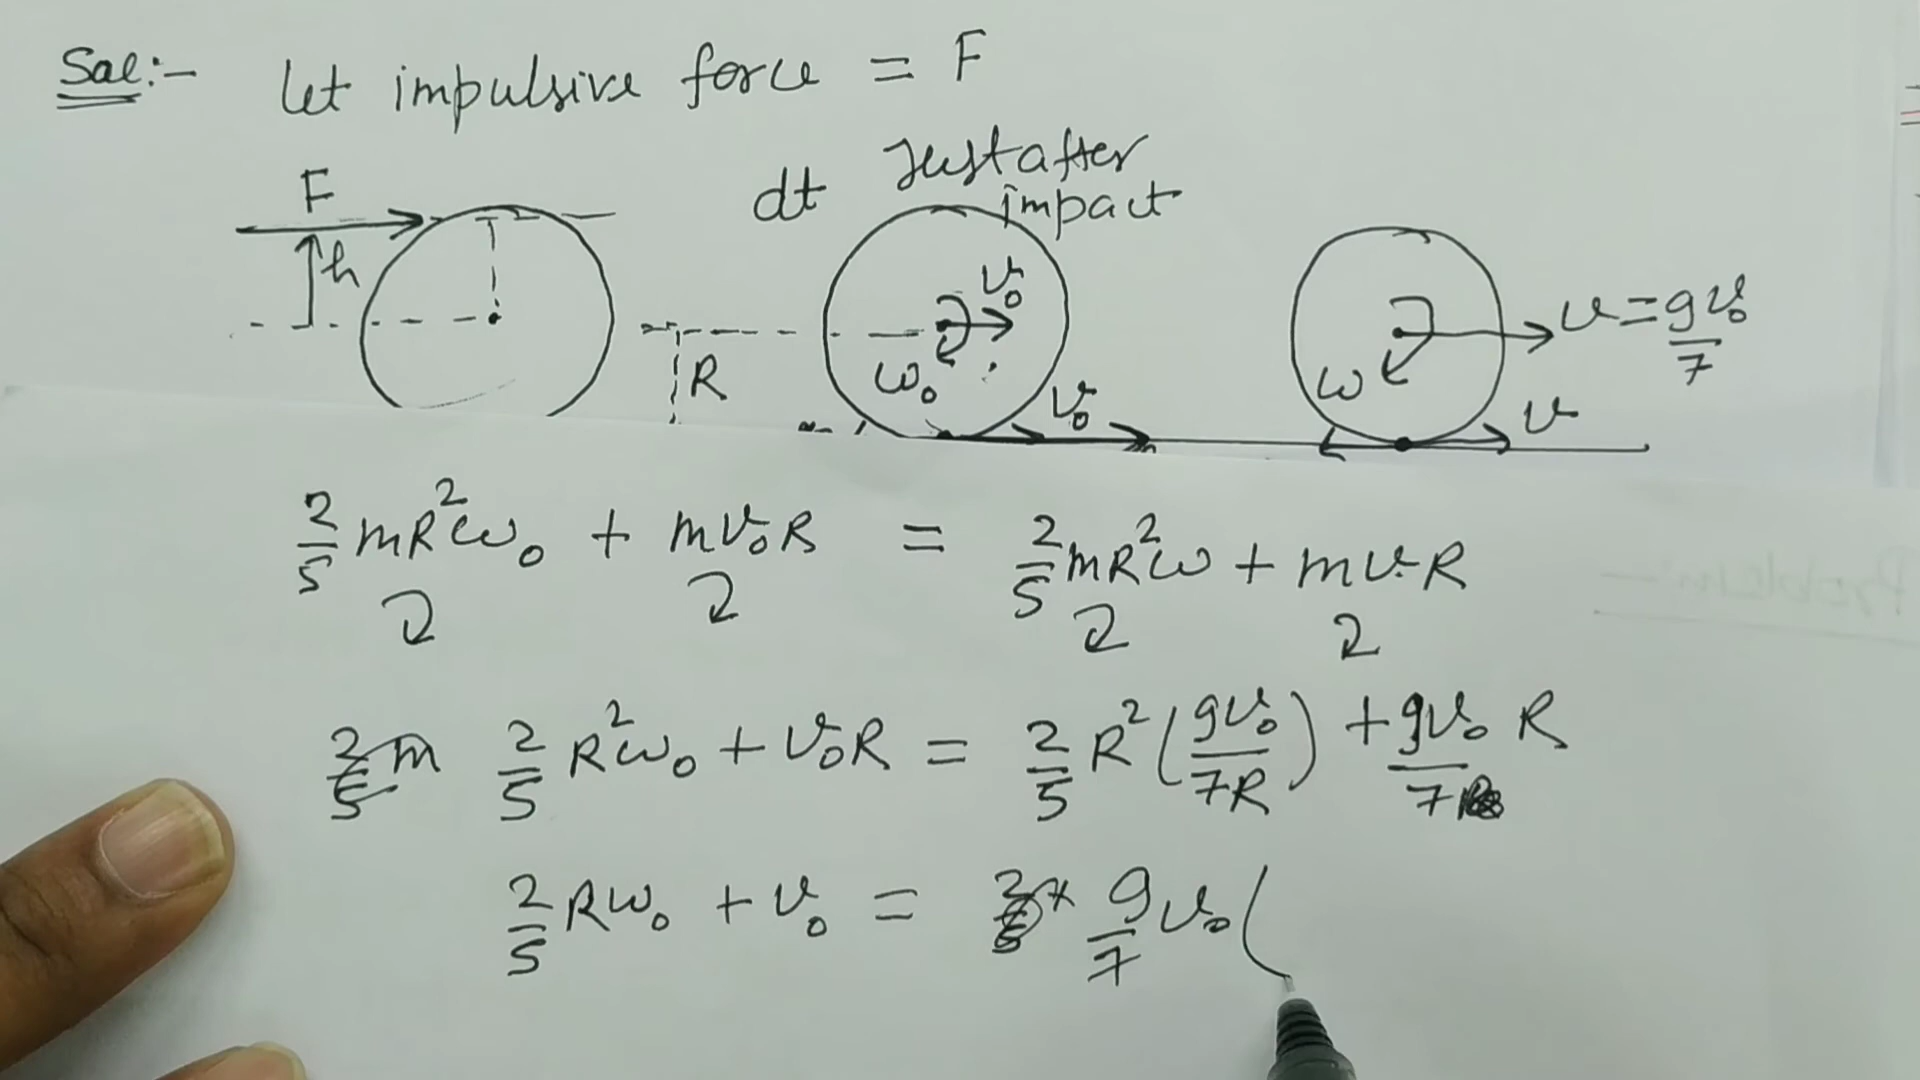 Sol:- Let impulsive force = F
F
dt Just after
impact
h
v₀
R
ω₀
v₀
ω
v = 9v₀/7
v
2/5 mR²ω₀ + mv₀R = 2/5 mR²ω + mvR
2/5 R²ω₀ + v₀R = 2/5 R² (9v₀/7R) + 9v₀/7 R
2/5 Rω₀ + v₀ = 9/7 v₀ (